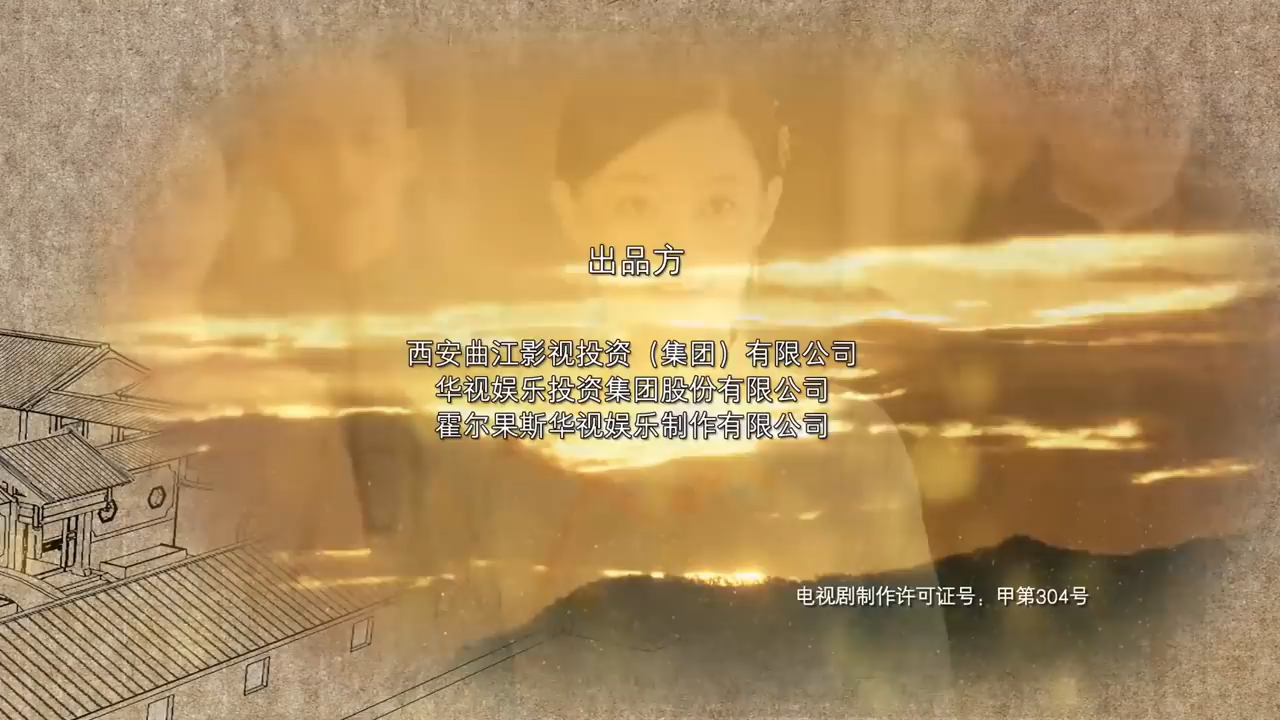 出品方
西安曲江影视投资（集团）有限公司
华视娱乐投资集团股份有限公司
霍尔果斯华视娱乐制作有限公司
电视剧制作许可证号：甲第304号